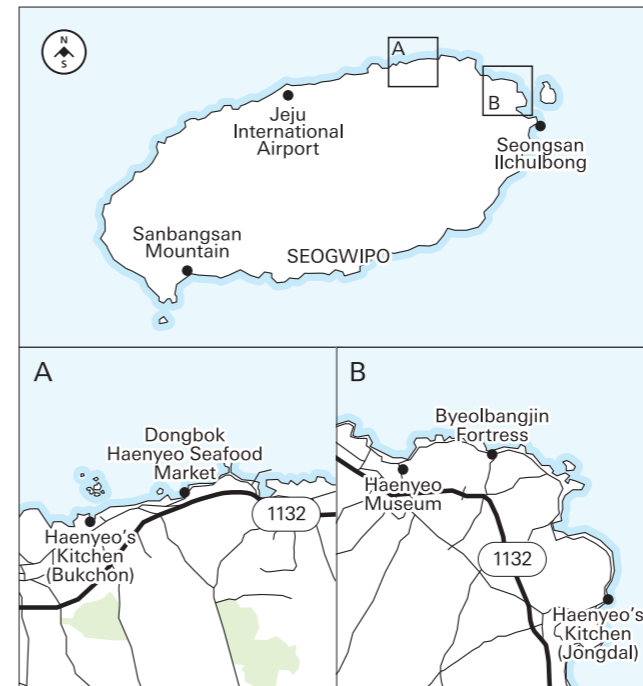 N
S
A
B
Jeju
International
Airport
Seongsan
Ilchulbong
Sanbangsan
Mountain
SEOGWIPO
A
Dongbok
Haenyeo Seafood
Market
1132
Haenyeo's
Kitchen
(Bukchon)
B
Byeolbangjin
Fortress
Haenyeo
Museum
1132
Haenyeo's
Kitchen
(Jongdal)